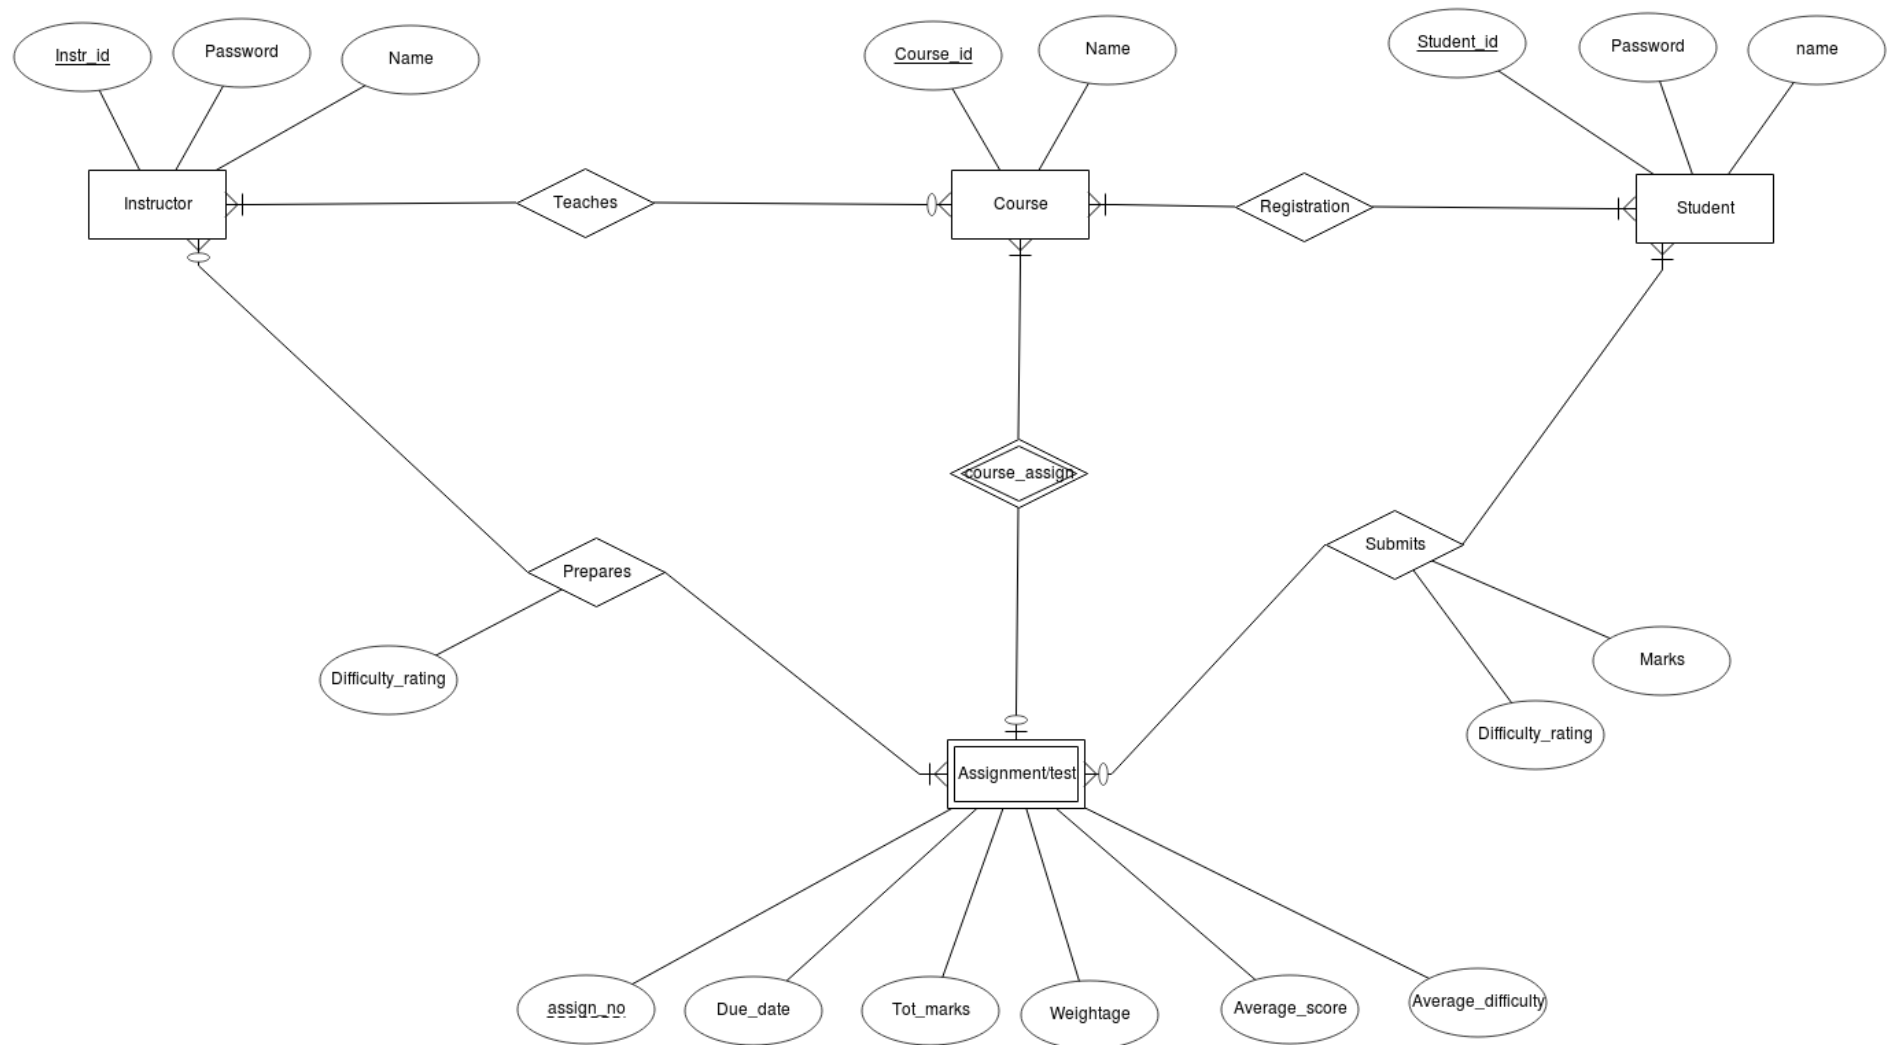 Instr_id
Password
Name
Course_id
Name
Student_id
Password
name
Instructor
Teaches
Course
Registration
Student
course_assign
Prepares
Submits
Difficulty_rating
Marks
Difficulty_rating
Assignment/test
assign_no
Due_date
Tot_marks
Weightage
Average_score
Average_difficulty